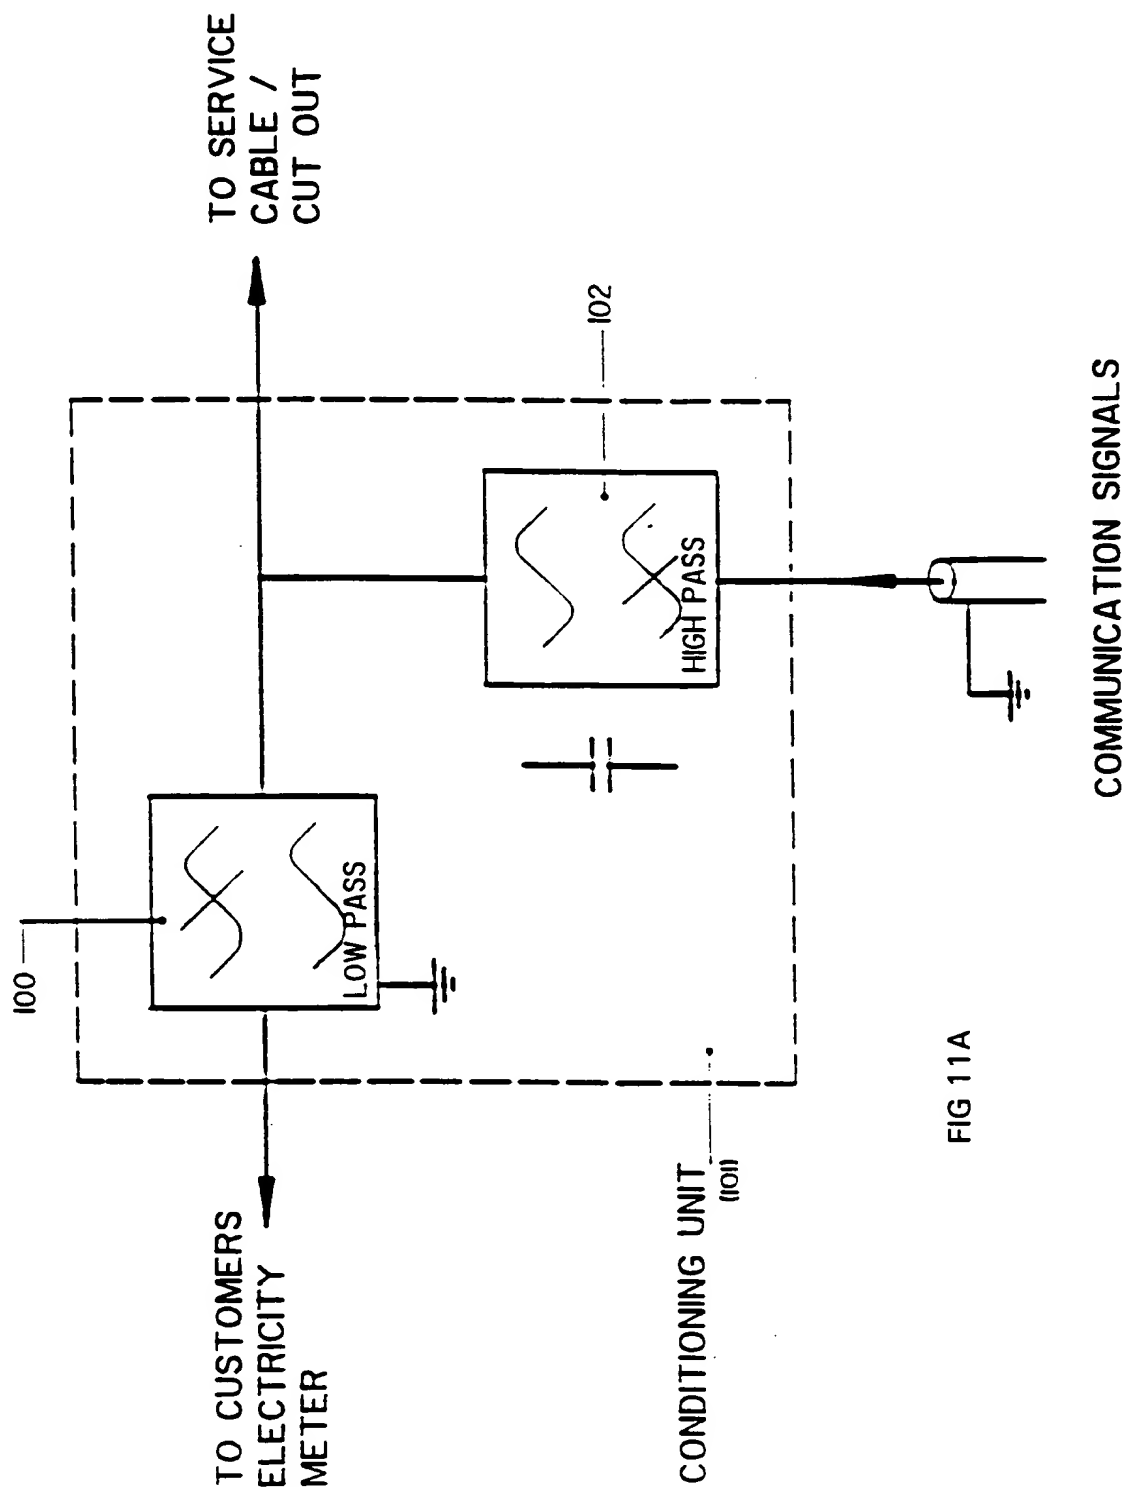 TO SERVICE
CABLE /
CUT OUT
102
100
LOW PASS
HIGH PASS
TO CUSTOMERS
ELECTRICITY
METER
CONDITIONING UNIT
(101)
COMMUNICATION SIGNALS
FIG 11A